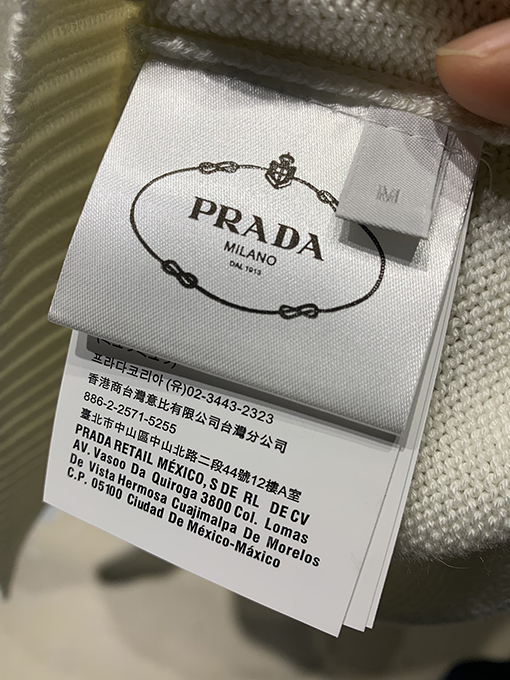 M
PRADA
MILANO
DAL 1913
프라다코리아 (유)02-3443-2323
香港商台灣意比有限公司台灣分公司
886-2-2571-5255
臺北市中山區中山北路二段44號12樓A室
PRADA RETAIL MÉXICO, S DE RL DE CV
AV. Vasoo Da Quiroga 3800 Col. Lomas
De Vista Hermosa Cuajimalpa De Morelos
C.P. 05100 Ciudad De México-Máxico